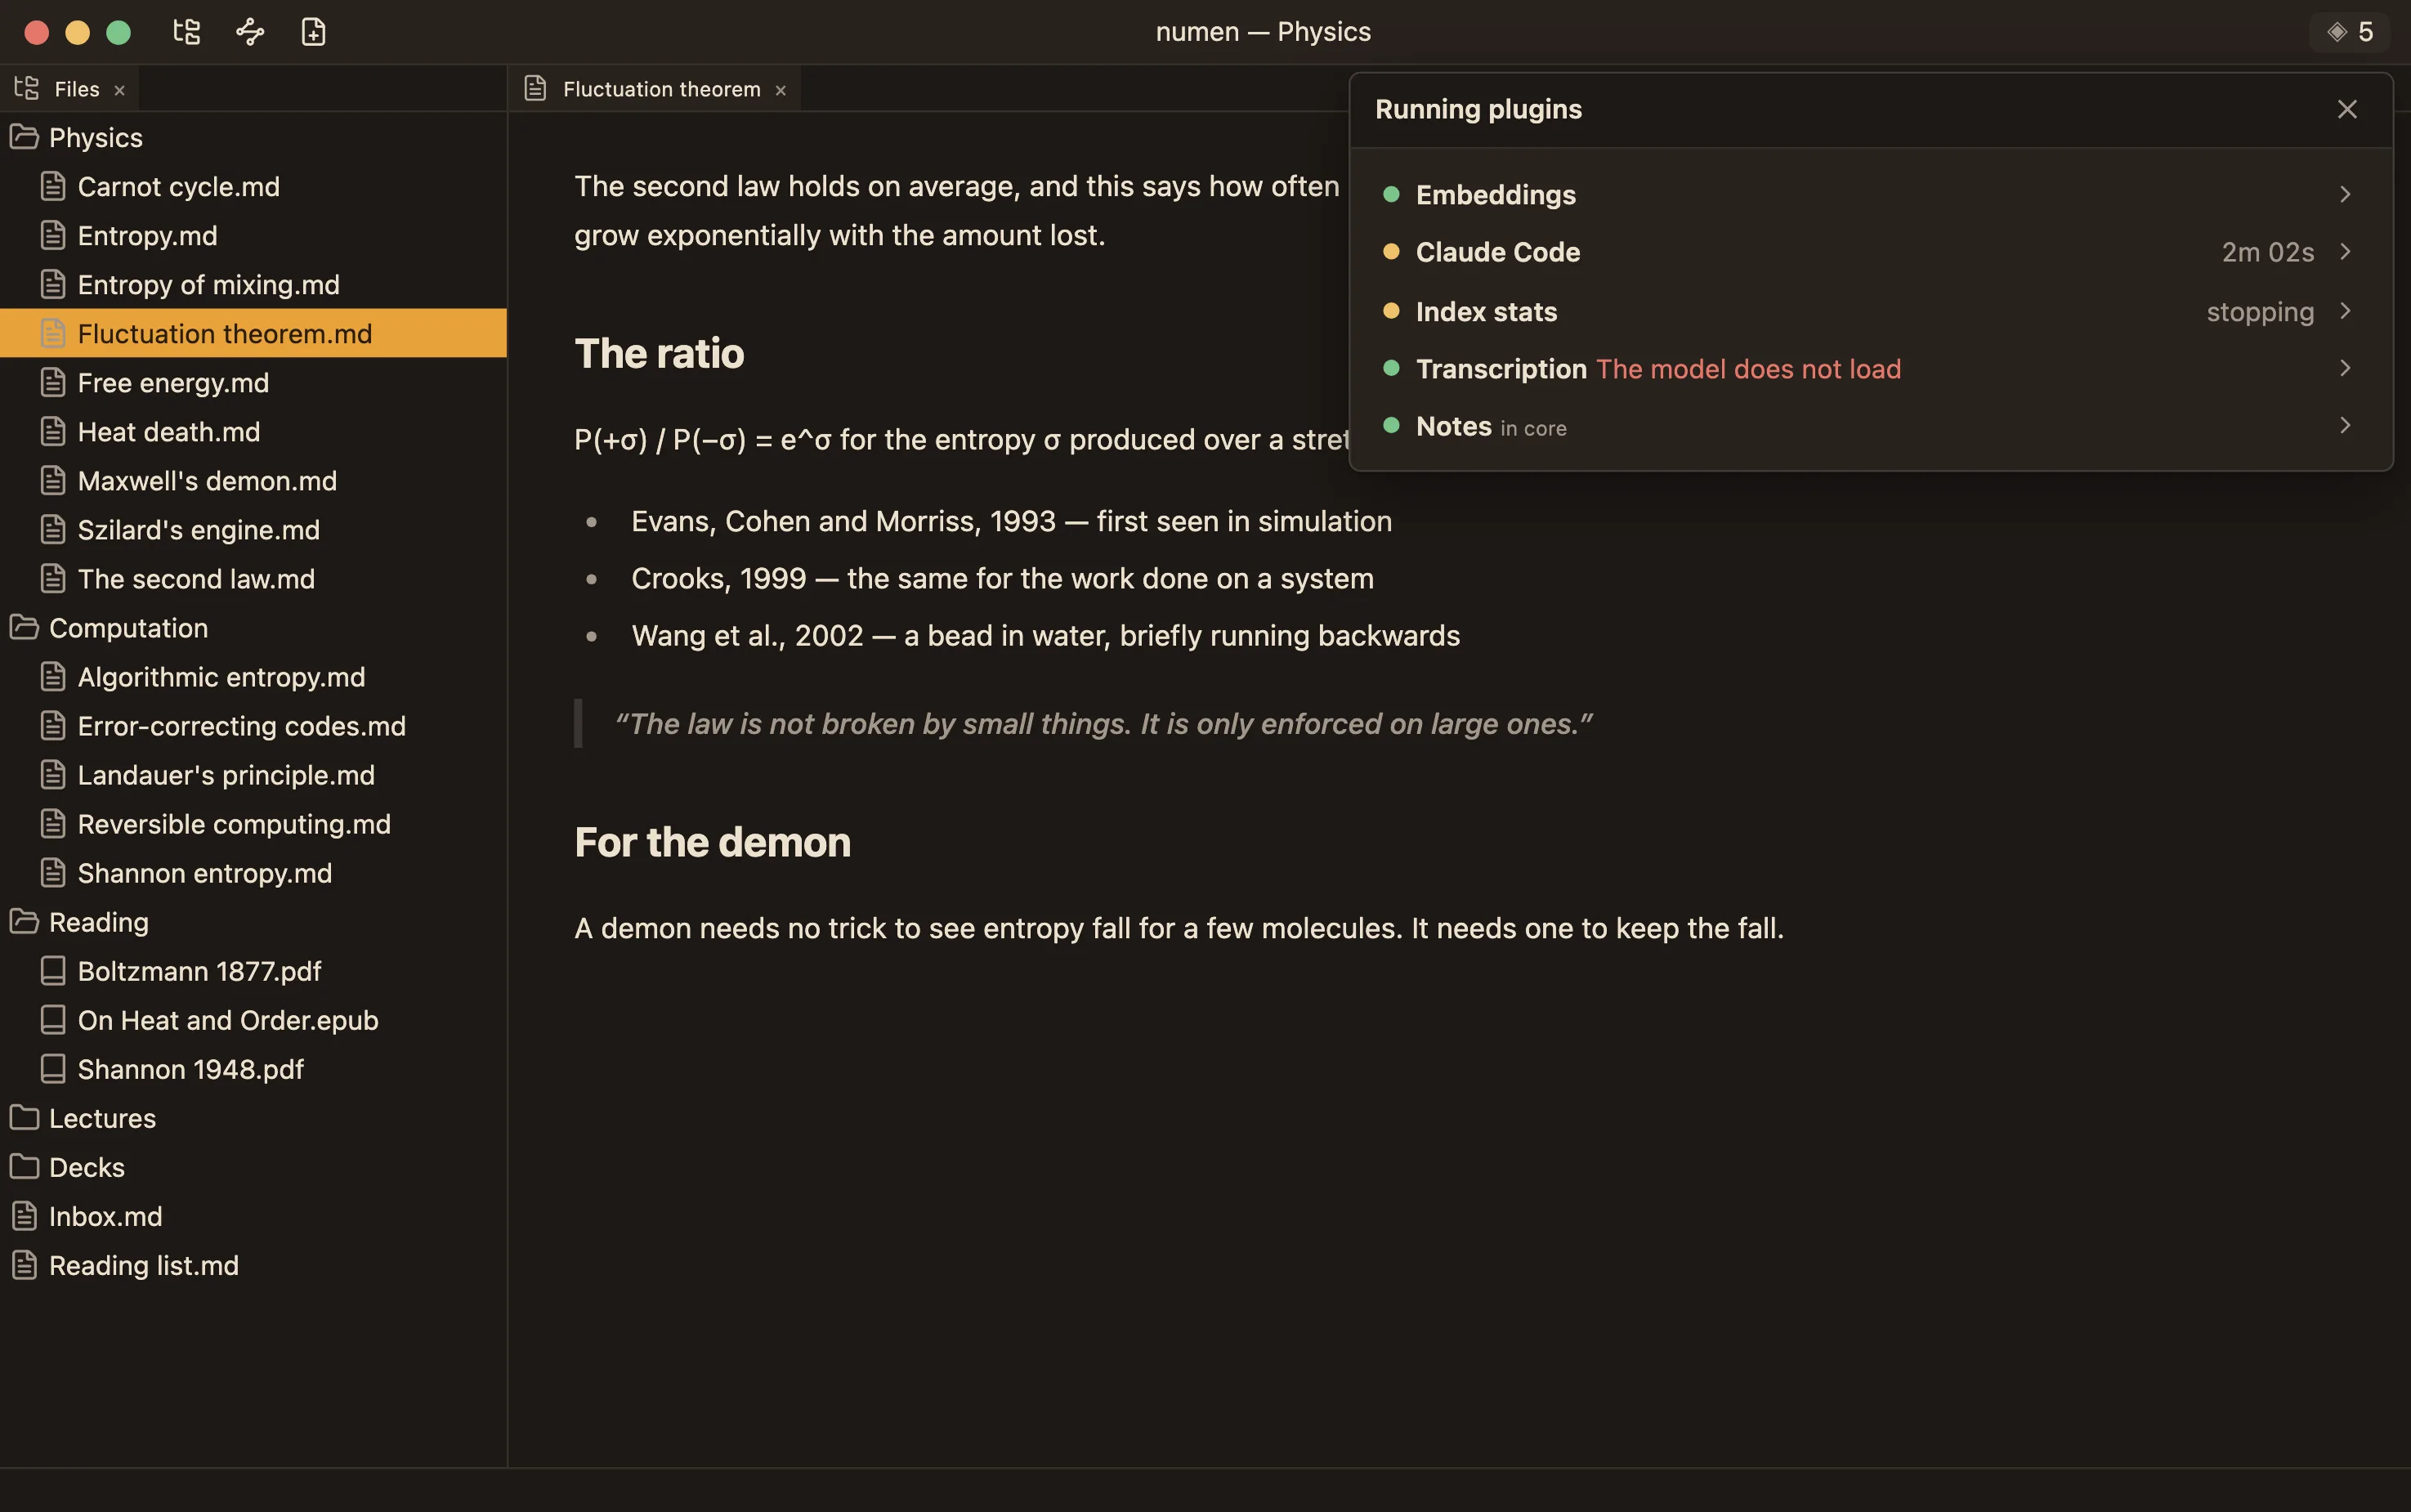 numen — Physics
5
Files
Fluctuation theorem
Physics
Carnot cycle.md
Entropy.md
Entropy of mixing.md
Fluctuation theorem.md
Free energy.md
Heat death.md
Maxwell's demon.md
Szilard's engine.md
The second law.md
Computation
Algorithmic entropy.md
Error-correcting codes.md
Landauer's principle.md
Reversible computing.md
Shannon entropy.md
Reading
Boltzmann 1877.pdf
On Heat and Order.epub
Shannon 1948.pdf
Lectures
Decks
Inbox.md
Reading list.md
The second law holds on average, and this says how often
grow exponentially with the amount lost.
The ratio
P(+σ) / P(−σ) = e^σ for the entropy σ produced over a
Evans, Cohen and Morriss, 1993 — first seen in simulation
Crooks, 1999 — the same for the work done on a system
Wang et al., 2002 — a bead in water, briefly running backwards
“The law is not broken by small things. It is only enforced on large ones.”
For the demon
A demon needs no trick to see entropy fall for a few molecules. It needs one to keep the fall.
Running plugins
Embeddings
Claude Code 2m 02s
Index stats stopping
Transcription The model does not load
Notes in core